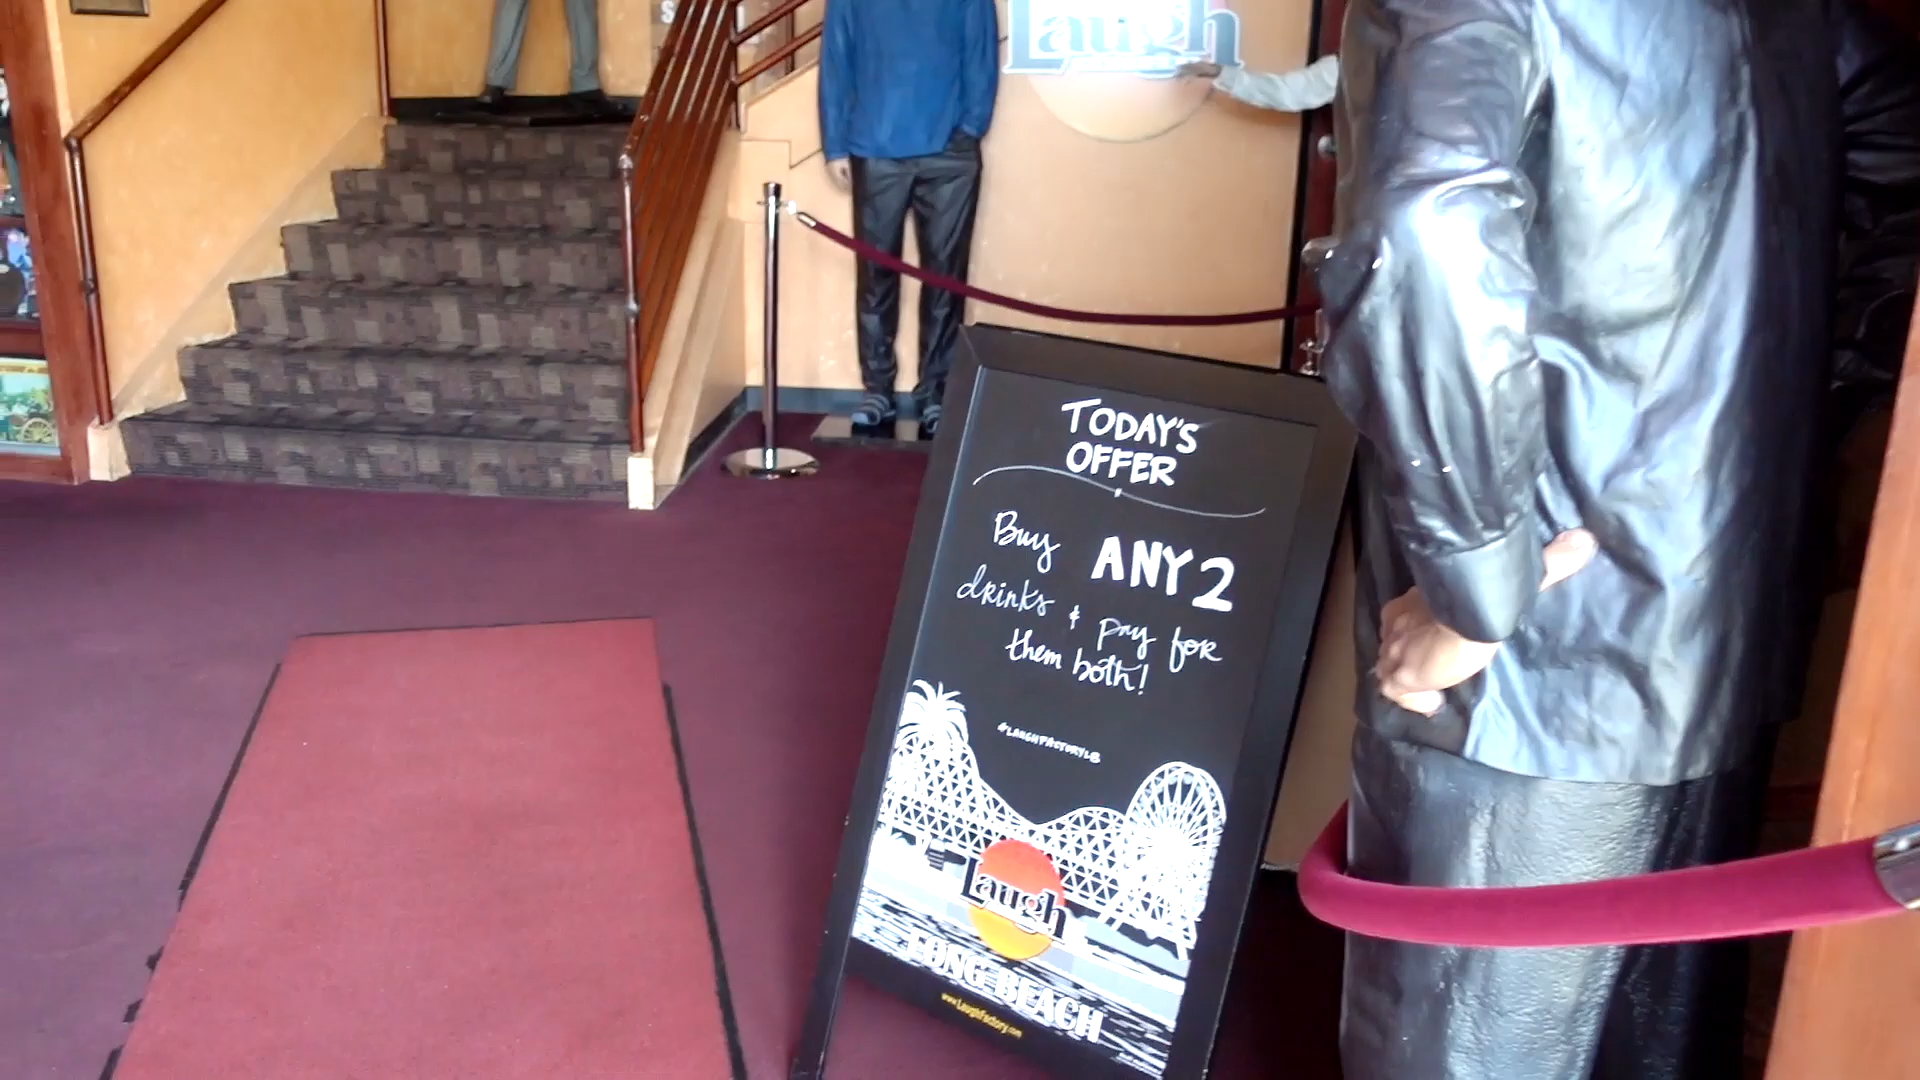 Laugh
TODAY'S
OFFER
Buy ANY 2
drinks & pay for
them both!
#LAUGHFACTORYLB
Laugh
LONG BEACH
www.LaughFactory.com